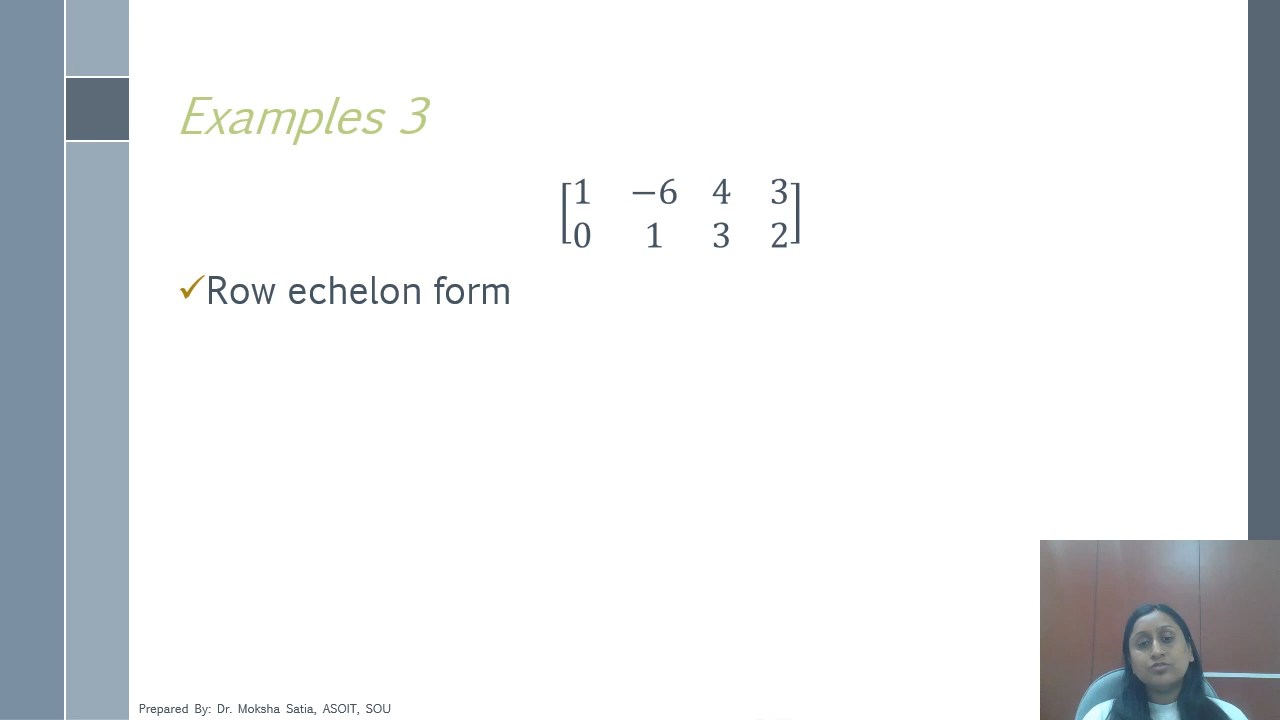 Examples 3
1 −6 4 3
0 1 3 2
✓Row echelon form
Prepared By: Dr. Moksha Satia, ASOIT, SOU